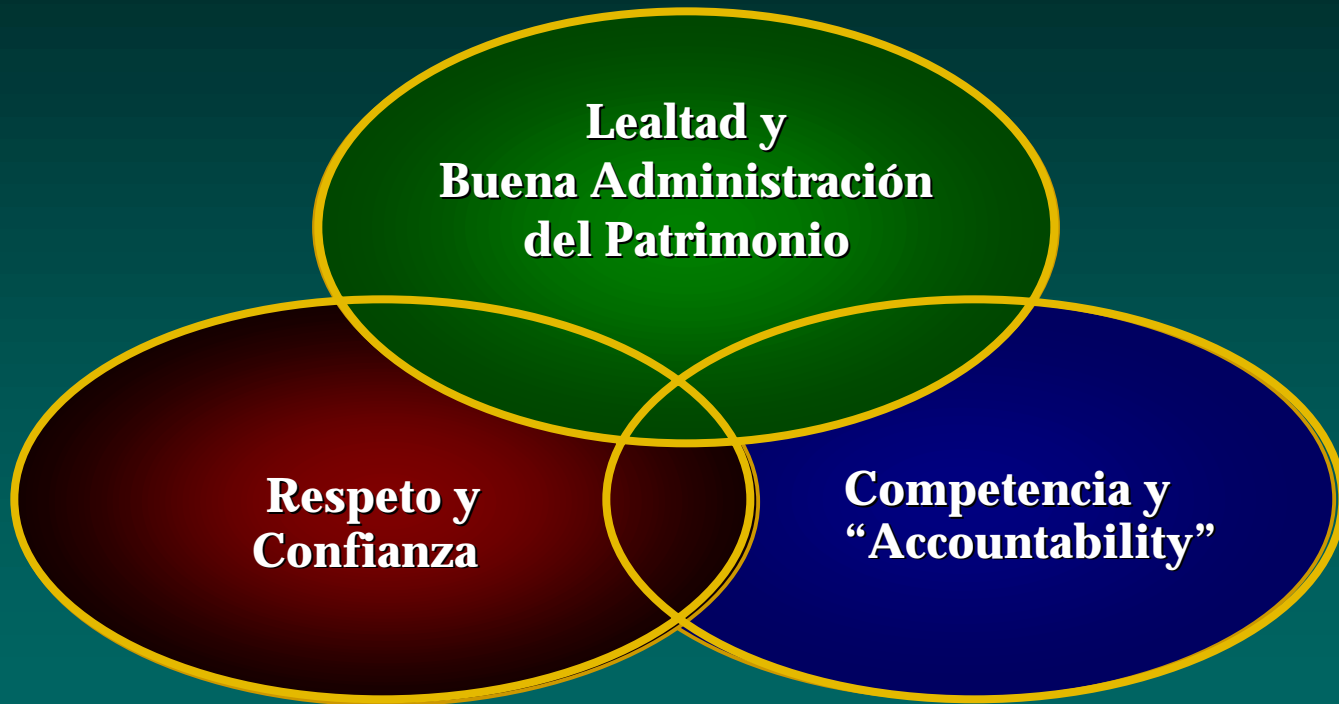 Lealtad y
Buena Administración
del Patrimonio
Respeto y
Confianza
Competencia y
“Accountability”